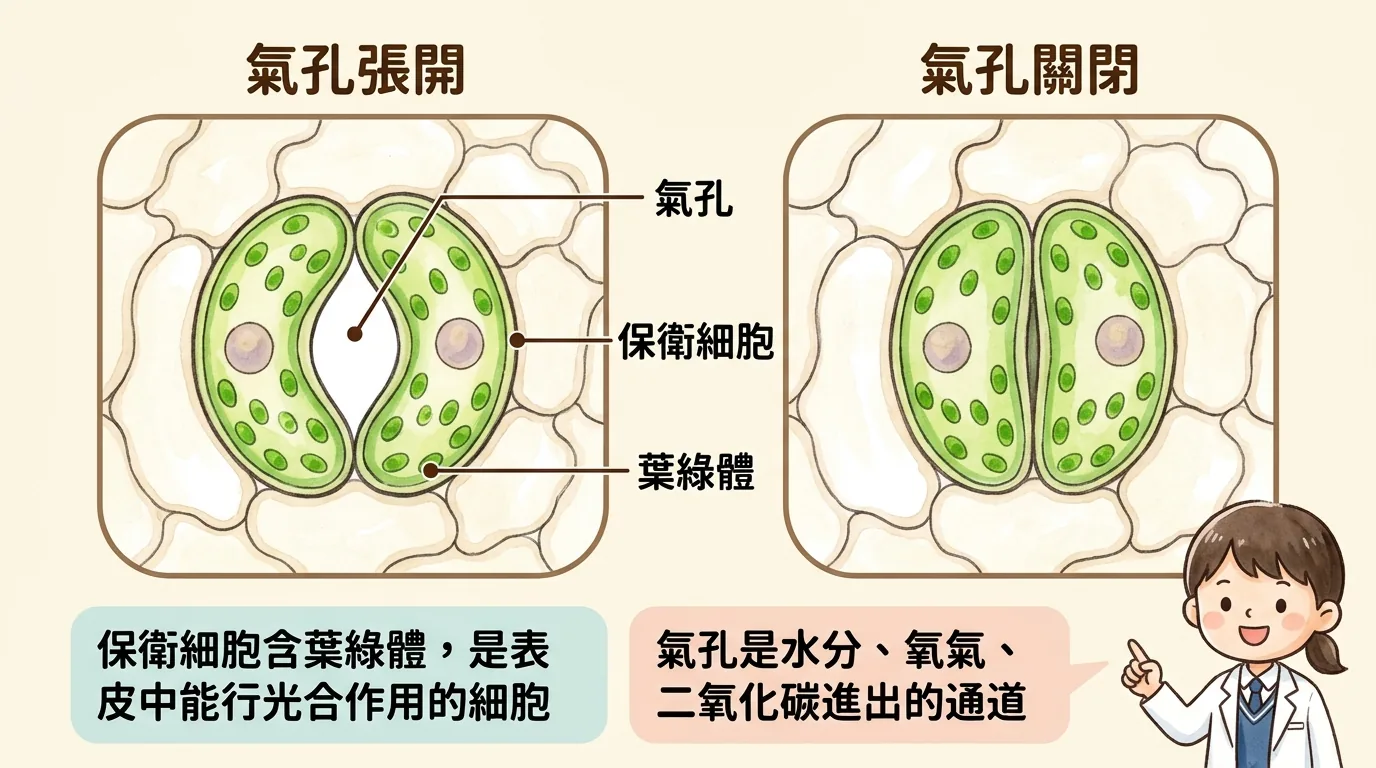 氣孔張開
氣孔關閉
氣孔
保衛細胞
葉綠體
保衛細胞含葉綠體，是表
皮中能行光合作用的細胞
氣孔是水分、氧氣、
二氧化碳進出的通道